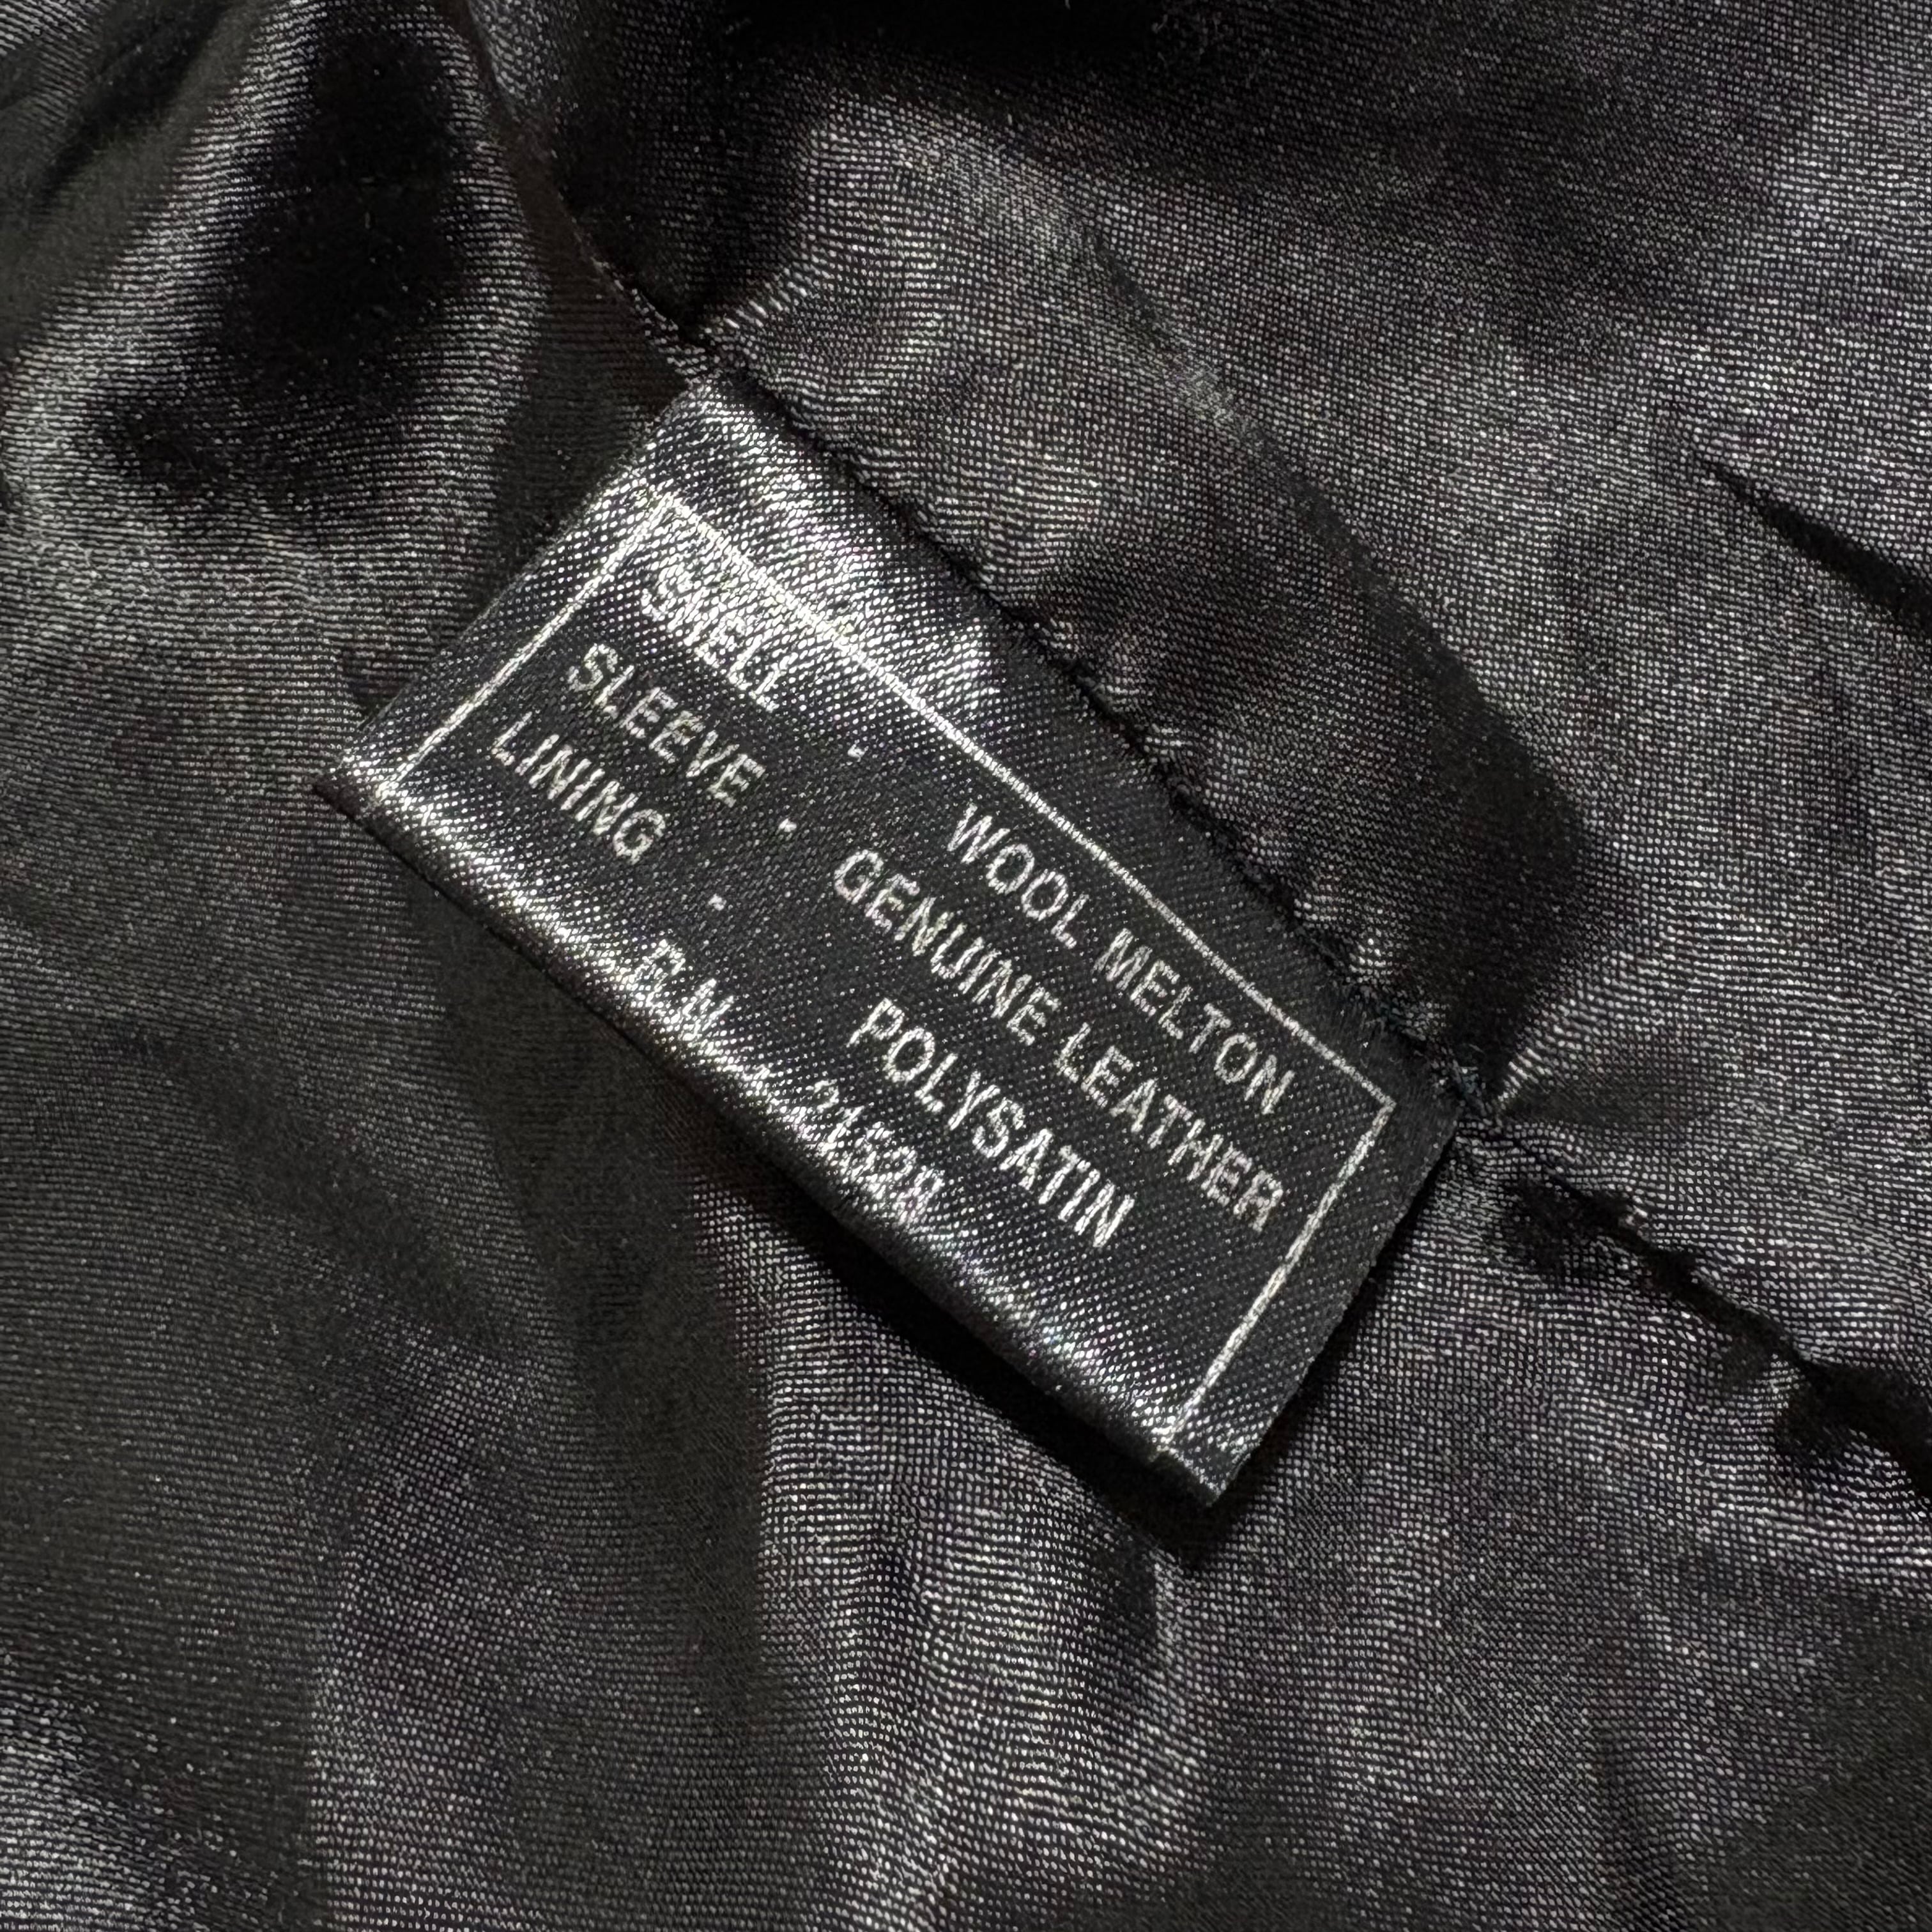 SHELL - WOOL MELTON
SLEEVE - GENUINE LEATHER
LINING - POLYSATIN